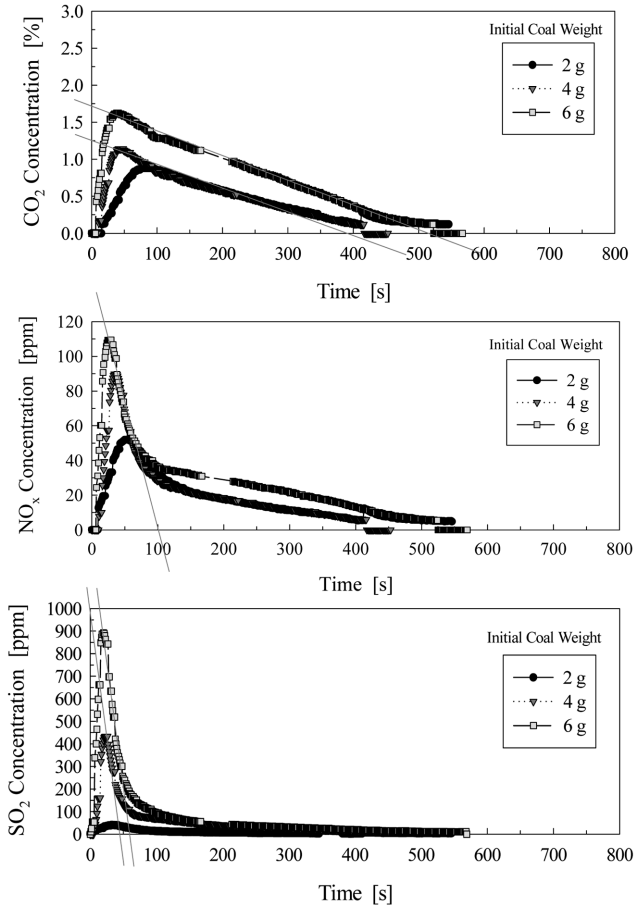 CO2 Concentration [%]
3.0
2.5
2.0
1.5
1.0
0.5
0.0
0 100 200 300 400 500 600 700 800
Time [s]
Initial Coal Weight
2 g
4 g
6 g
NOx Concentration [ppm]
120
100
80
60
40
20
0
0 100 200 300 400 500 600 700 800
Time [s]
Initial Coal Weight
2 g
4 g
6 g
SO2 Concentration [ppm]
1000
900
800
700
600
500
400
300
200
100
0
0 100 200 300 400 500 600 700 800
Time [s]
Initial Coal Weight
2 g
4 g
6 g